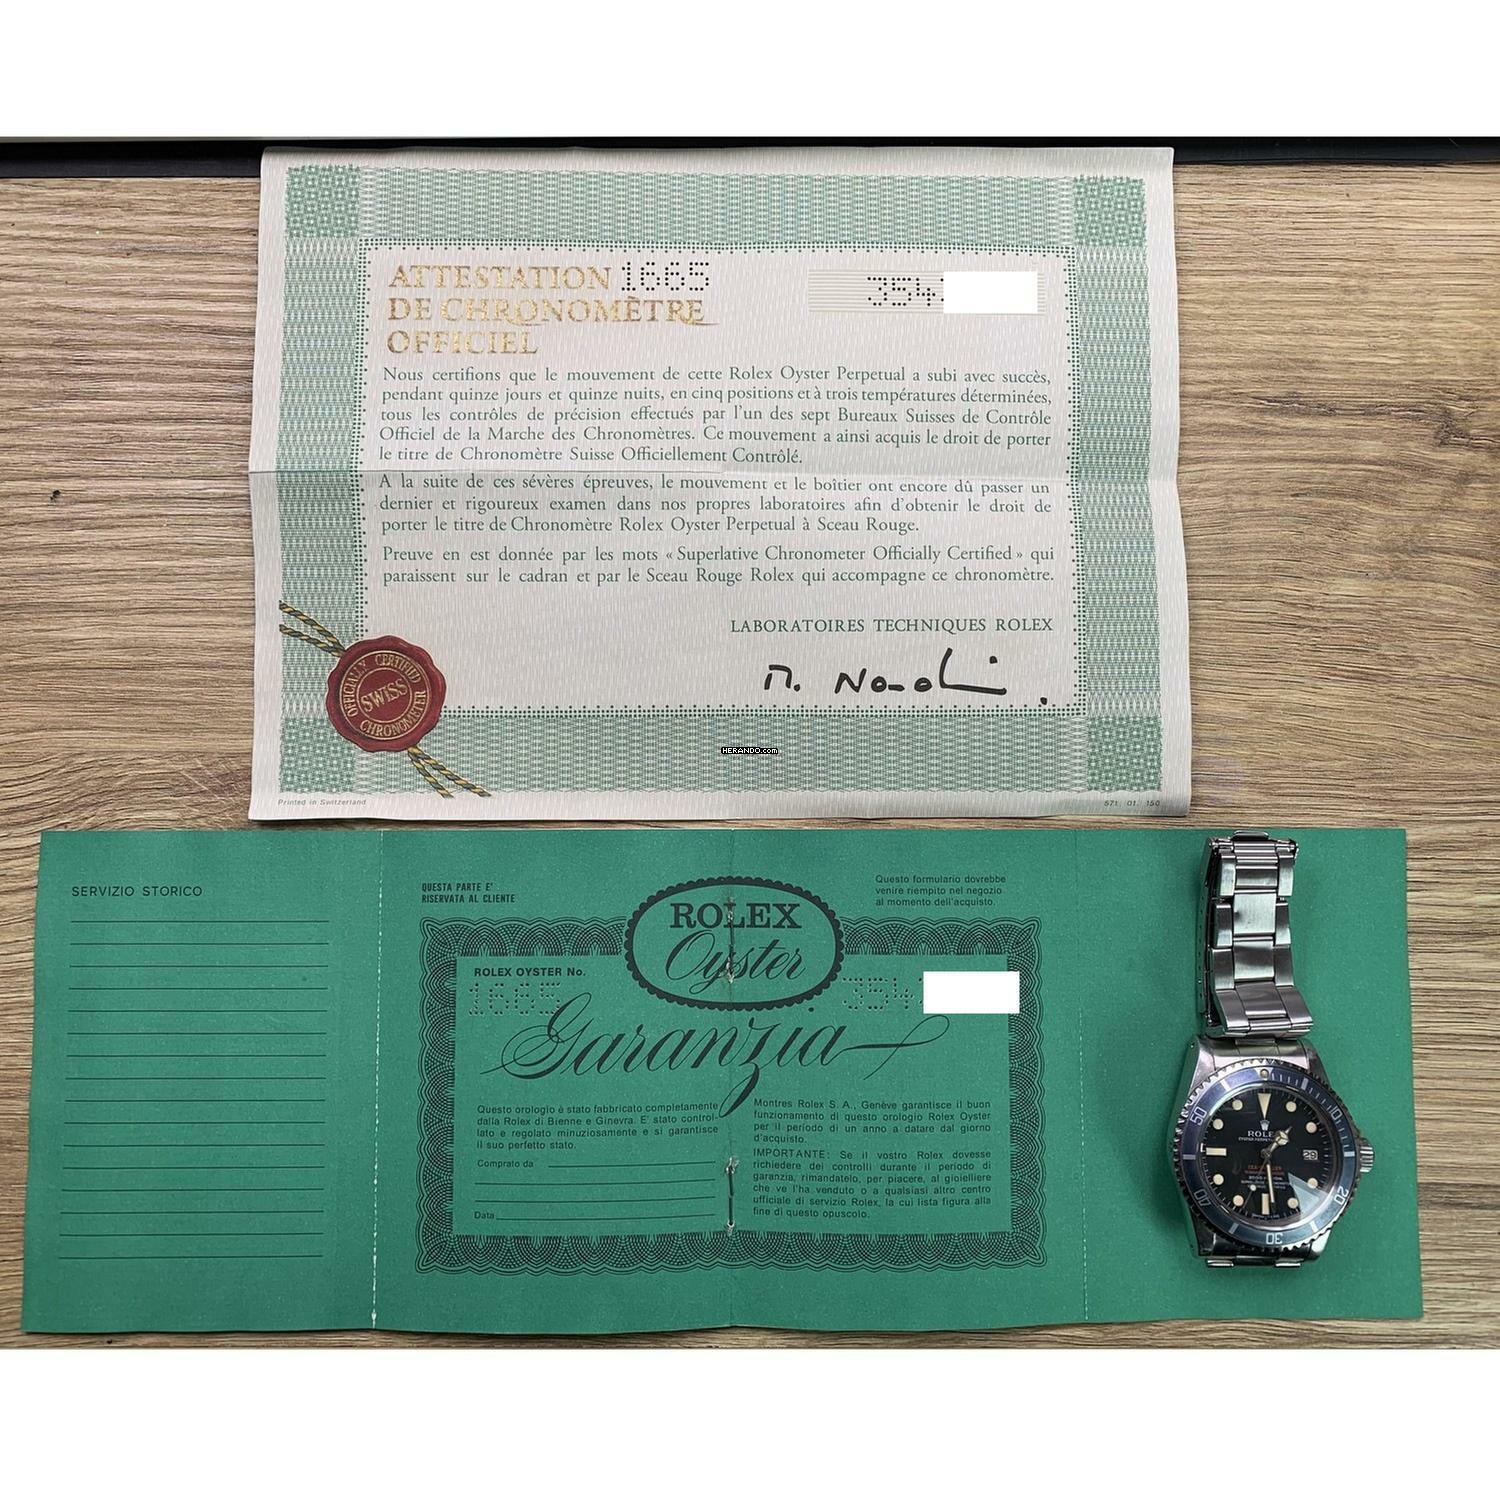 ATTESTATION 1665
DE CHRONOMÈTRE
OFFICIEL
354
Nous certifions que le mouvement de cette Rolex Oyster Perpetual a subi avec succès,
pendant quinze jours et quinze nuits, en cinq positions et à trois températures déterminées,
tous les contrôles de précision effectués par l'un des sept Bureaux Suisses de Contrôle
Officiel de la Marche des Chronomètres. Ce mouvement a ainsi acquis le droit de porter
le titre de Chronomètre Suisse Officiellement Contrôlé.
A la suite de ces sévères épreuves, le mouvement et le boîtier ont encore dû passer un
dernier et rigoureux examen dans nos propres laboratoires afin d'obtenir le droit de
porter le titre de Chronomètre Rolex Oyster Perpetual à Sceau Rouge.
Preuve en est donnée par les mots « Superlative Chronometer Officially Certified » qui
paraissent sur le cadran et par le Sceau Rouge Rolex qui accompagne ce chronomètre.
LABORATOIRES TECHNIQUES ROLEX
OFFICIALLY CERTIFIED
SWISS
CHRONOMETER
HERANDO.com
Printed in Switzerland
571 01. 150
SERVIZIO STORICO
QUESTA PARTE E'
RISERVATA AL CLIENTE
Questo formulario dovrebbe
venire riempito nel negozio
al momento dell'acquisto.
ROLEX
Oyster
ROLEX OYSTER No.
1665
354
Garanzia
Questo orologio è stato fabbricato completamente
dalla Rolex di Bienne e Ginevra. E' stato control-
lato e regolato minuziosamente e si garantisce
il suo perfetto stato.
Comprato da
Data
Montres Rolex S. A., Genève garantisce il buon
funzionamento di questo orologio Rolex Oyster
per il periodo di un anno a datare dal giorno
d'acquisto.
IMPORTANTE: Se il vostro Rolex dovesse
richiedere dei controlli durante il periodo di
garanzia, rimandatelo, per piacere, al gioielliere
che ve l'ha venduto o a qualsiasi altro centro
ufficiale di servizio Rolex, la cui lista figura alla
fine di questo opuscolo.
10
20
30
40
50
ROLEX
OYSTER PERPETUAL
29
SEA-DWELLER